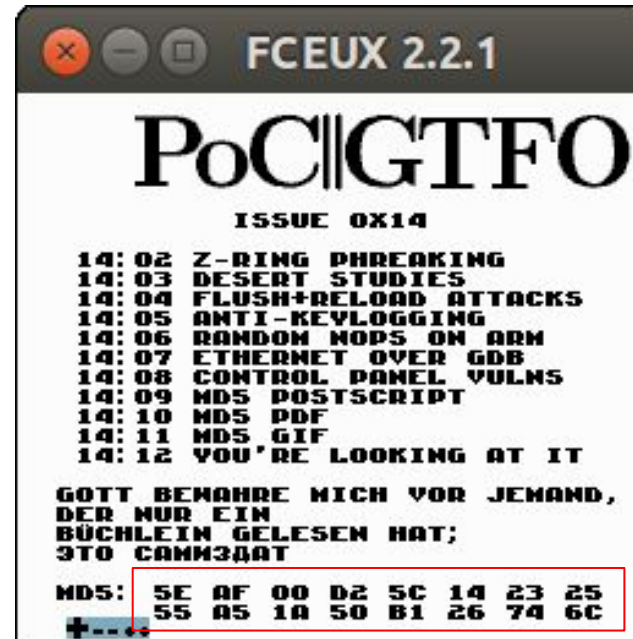 FCEUX 2.2.1
PoC||GTFO
ISSUE 0X14
14:02 Z-RING PHREAKING
14:03 DESERT STUDIES
14:04 FLUSH+RELOAD ATTACKS
14:05 ANTI-KEYLOGGING
14:06 RANDOM NOPS ON ARM
14:07 ETHERNET OVER GDB
14:08 CONTROL PANEL VULNS
14:09 MD5 POSTSCRIPT
14:10 MD5 PDF
14:11 MD5 GIF
14:12 YOU'RE LOOKING AT IT
GOTT BEWAHRE MICH VOR JEMAND,
DER NUR EIN
BÜCHLEIN GELESEN HAT;
ЭТО САМИЗДАТ
MD5: 5E AF 00 D2 5C 14 23 25
55 A5 1A 50 B1 26 74 6C